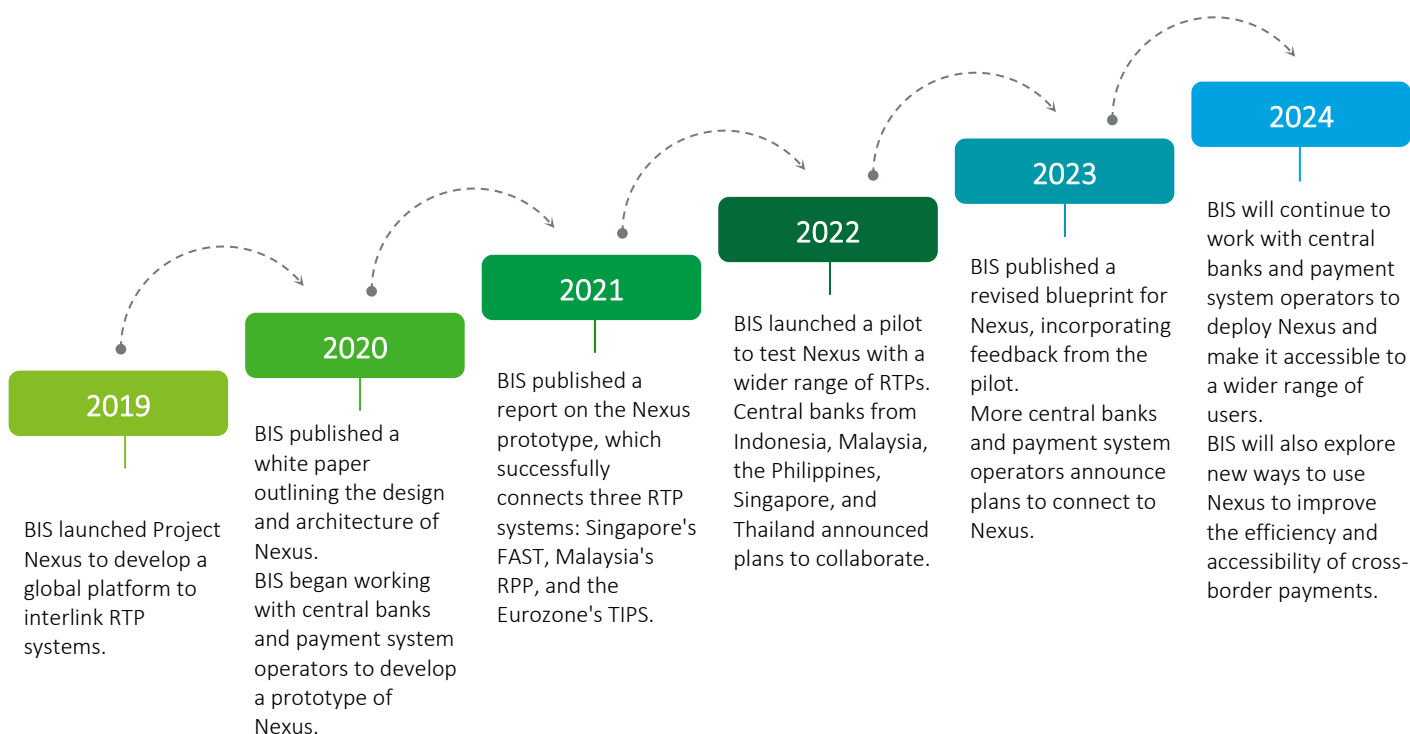 2019
BIS launched Project
Nexus to develop a
global platform to
interlink RTP
systems.
2020
BIS published a
white paper
outlining the design
and architecture of
Nexus.
BIS began working
with central banks
and payment system
operators to develop
a prototype of
Nexus.
2021
BIS published a
report on the Nexus
prototype, which
successfully
connects three RTP
systems: Singapore's
FAST, Malaysia's
RPP, and the
Eurozone's TIPS.
2022
BIS launched a pilot
to test Nexus with a
wider range of RTPs.
Central banks from
Indonesia, Malaysia,
the Philippines,
Singapore, and
Thailand announced
plans to collaborate.
2023
BIS published a
revised blueprint for
Nexus, incorporating
feedback from the
pilot.
More central banks
and payment system
operators announce
plans to connect to
Nexus.
2024
BIS will continue to
work with central
banks and payment
system operators to
deploy Nexus and
make it accessible to
a wider range of
users.
BIS will also explore
new ways to use
Nexus to improve
the efficiency and
accessibility of cross-
border payments.